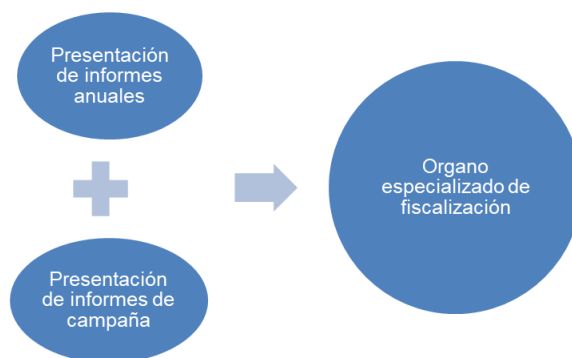 Presentación
de informes
anuales
Presentación
de informes de
campaña
Organo
especializado de
fiscalización